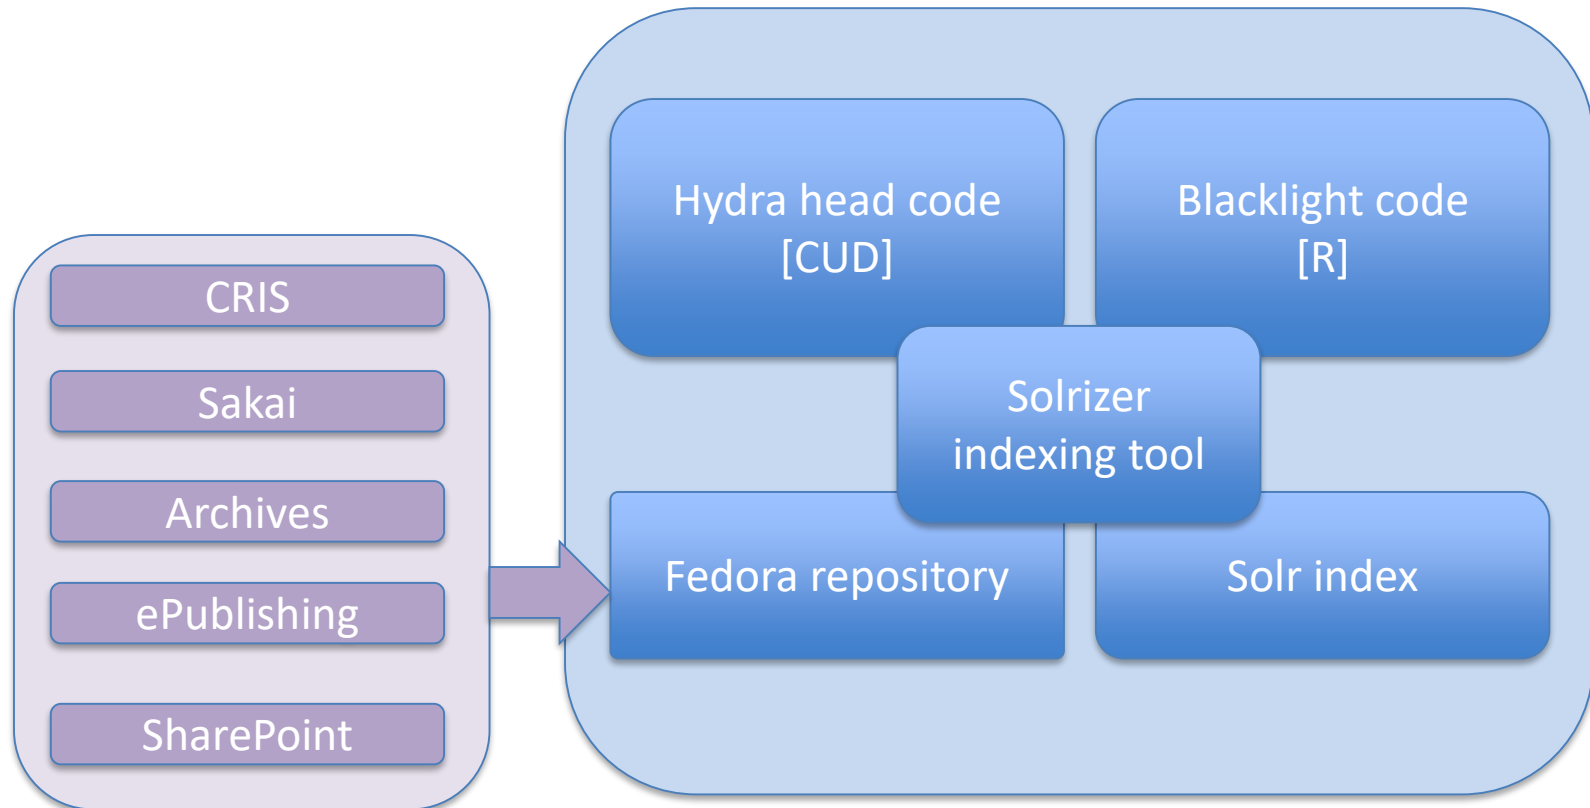 Hydra head code
[CUD]
Blacklight code
[R]
CRIS
Sakai
Archives
ePublishing
SharePoint
Solrizer
indexing tool
Fedora repository
Solr index